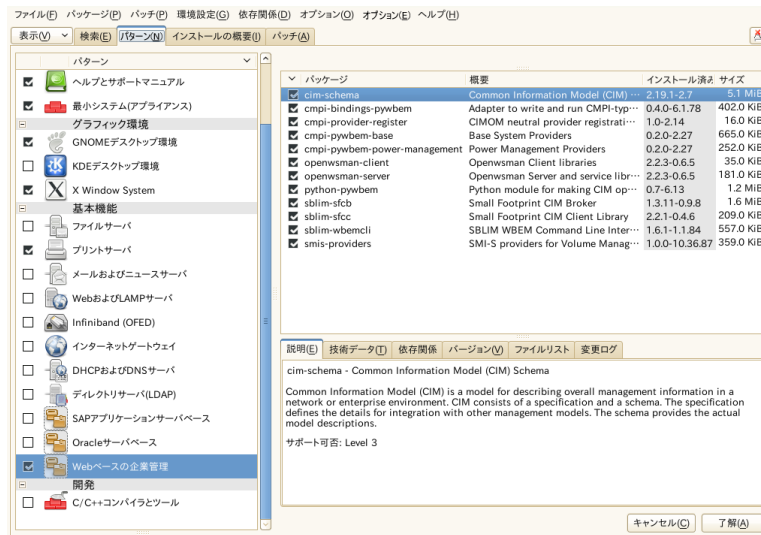 ファイル(F) パッケージ(P) パッチ(P) 環境設定(G) 依存関係(D) オプション(O) オプション(E) ヘルプ(H)
表示(V) 検索(E) パターン(N) インストールの概要(I) パッチ(A)
パターン
ヘルプとサポートマニュアル
最小システム(アプライアンス)
グラフィック環境
GNOMEデスクトップ環境
KDEデスクトップ環境
X Window System
基本機能
ファイルサーバ
プリントサーバ
メールおよびニュースサーバ
WebおよびLAMPサーバ
Infiniband (OFED)
インターネットゲートウェイ
DHCPおよびDNSサーバ
ディレクトリサーバ(LDAP)
SAPアプリケーションサーバベース
Oracleサーバベース
Webベースの企業管理
開発
C/C++コンパイラとツール
パッケージ 概要 インストール済み サイズ
cim-schema Common Information Model (CIM) ··· 2.19.1-2.7 5.1 MiB
cmpi-bindings-pywbem Adapter to write and run CMPI-typ··· 0.4.0-6.1.78 402.0 KiB
cmpi-provider-register CIMOM neutral provider registrati··· 1.0-2.14 16.0 KiB
cmpi-pywbem-base Base System Providers 0.2.0-2.27 665.0 KiB
cmpi-pywbem-power-management Power Management Providers 0.2.0-2.27 252.0 KiB
openwsman-client Openwsman Client libraries 2.2.3-0.6.5 35.0 KiB
openwsman-server Openwsman Server and service libr··· 2.2.3-0.6.5 181.0 KiB
python-pywbem Python module for making CIM op··· 0.7-6.13 1.2 MiB
sblim-sfcb Small Footprint CIM Broker 1.3.11-0.9.8 1.6 MiB
sblim-sfcc Small Footprint CIM Client Library 2.2.1-0.4.6 209.0 KiB
sblim-wbemcli SBLIM WBEM Command Line Inter··· 1.6.1-1.1.84 557.0 KiB
smis-providers SMI-S providers for Volume Manag··· 1.0.0-10.36.87 359.0 KiB
説明(E) 技術データ(T) 依存関係 バージョン(V) ファイルリスト 変更ログ
cim-schema - Common Information Model (CIM) Schema
Common Information Model (CIM) is a model for describing overall management information in a
network or enterprise environment. CIM consists of a specification and a schema. The specification
defines the details for integration with other management models. The schema provides the actual
model descriptions.
サポート可否: Level 3
キャンセル(C) 了解(A)